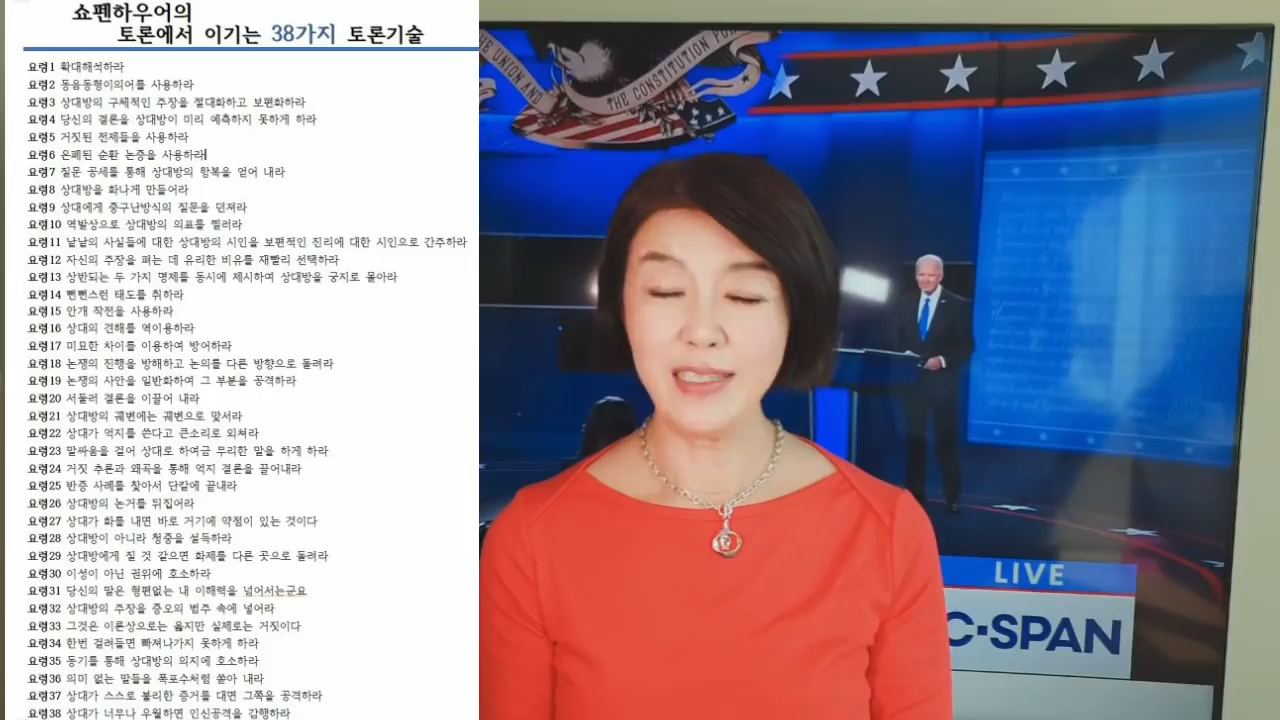 쇼펜하우어의
토론에서 이기는 38가지 토론기술
요령1 확대해석하라
요령2 동음동형이의어를 사용하라
요령3 상대방의 구체적인 주장을 절대화하고 보편화하라
요령4 당신의 결론을 상대방이 미리 예측하지 못하게 하라
요령5 거짓된 전제들을 사용하라
요령6 은폐된 순환 논증을 사용하라
요령7 질문 공세를 통해 상대방의 항복을 얻어 내라
요령8 상대방을 화나게 만들어라
요령9 상대에게 중구난방식의 질문을 던져라
요령10 역발상으로 상대방의 의표를 찔러라
요령11 낱낱의 사실들에 대한 상대방의 시인을 보편적인 진리에 대한 시인으로 간주하라
요령12 자신의 주장을 펴는 데 유리한 비유를 재빨리 선택하라
요령13 상반되는 두 가지 명제를 동시에 제시하여 상대방을 궁지로 몰아라
요령14 뻔뻔스런 태도를 취하라
요령15 안개 작전을 사용하라
요령16 상대의 견해를 역이용하라
요령17 미묘한 차이를 이용하여 방어하라
요령18 논쟁의 진행을 방해하고 논의를 다른 방향으로 돌려라
요령19 논쟁의 사안을 일반화하여 그 부분을 공격하라
요령20 서둘러 결론을 이끌어 내라
요령21 상대방의 궤변에는 궤변으로 맞서라
요령22 상대가 억지를 쓴다고 큰소리로 외쳐라
요령23 말싸움을 걸어 상대로 하여금 무리한 말을 하게 하라
요령24 거짓 추론과 왜곡을 통해 억지 결론을 끌어내라
요령25 반증 사례를 찾아서 단칼에 끝내라
요령26 상대방의 논거를 뒤집어라
요령27 상대가 화를 내면 바로 거기에 약점이 있는 것이다
요령28 상대방이 아니라 청중을 설득하라
요령29 상대방에게 질 것 같으면 화제를 다른 곳으로 돌려라
요령30 이성이 아닌 권위에 호소하라
요령31 당신의 말은 형편없는 내 이해력을 넘어서는군요
요령32 상대방의 주장을 증오의 범주 속에 넣어라
요령33 그것은 이론상으로는 옳지만 실제로는 거짓이다
요령34 한번 걸려들면 빠져나가지 못하게 하라
요령35 동기를 통해 상대방의 의지에 호소하라
요령36 의미 없는 말들을 폭포수처럼 쏟아 내라
요령37 상대가 스스로 불리한 증거를 대면 그쪽을 공격하라
요령38 상대가 너무나 우월하면 인신공격을 감행하라
THE UNION AND
THE CONSTITUTION FOR
LIVE
C-SPAN